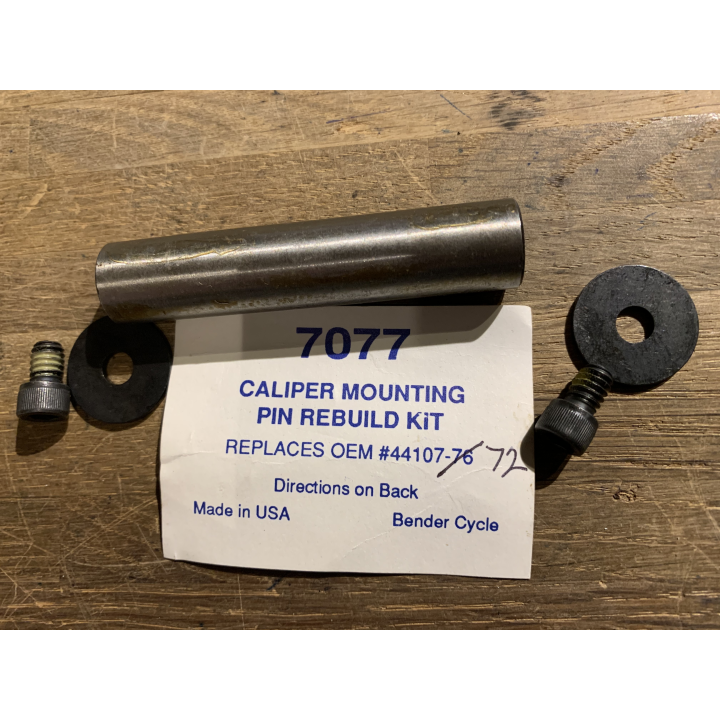 7077
CALIPER MOUNTING
PIN REBUILD KiT
REPLACES OEM #44107-76 72
Directions on Back
Made in USA
Bender Cycle